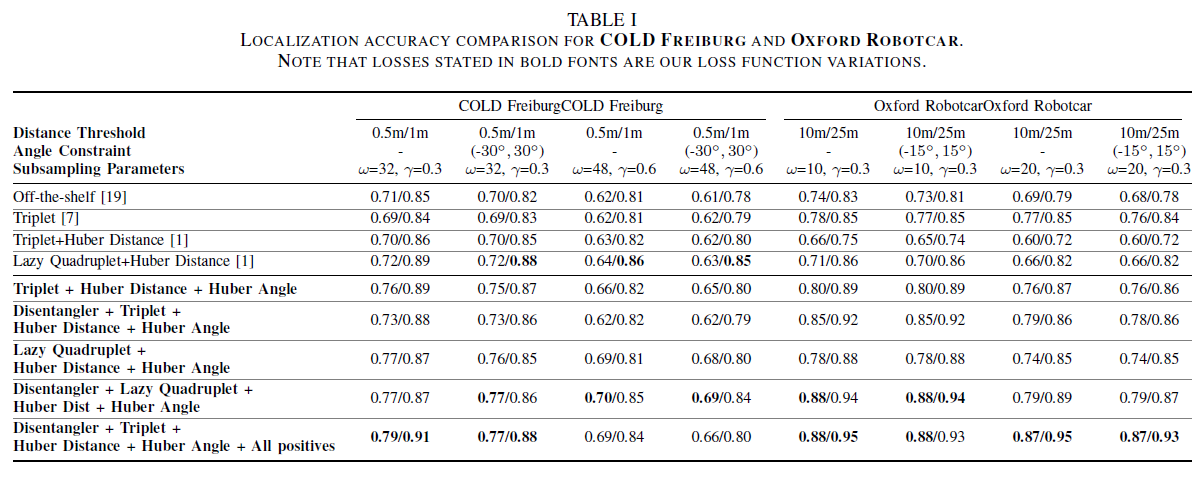 TABLE I
LOCALIZATION ACCURACY COMPARISON FOR COLD FREIBURG AND OXFORD ROBOTCAR.
NOTE THAT LOSSES STATED IN BOLD FONTS ARE OUR LOSS FUNCTION VARIATIONS.
COLD FreiburgCOLD Freiburg Oxford RobotcarOxford Robotcar
Distance Threshold 0.5m/1m 0.5m/1m 0.5m/1m 0.5m/1m 10m/25m 10m/25m 10m/25m 10m/25m
Angle Constraint - (-30°, 30°) - (-30°, 30°) - (-15°, 15°) - (-15°, 15°)
Subsampling Parameters ω=32, γ=0.3 ω=32, γ=0.3 ω=48, γ=0.6 ω=48, γ=0.6 ω=10, γ=0.3 ω=10, γ=0.3 ω=20, γ=0.3 ω=20, γ=0.3
Off-the-shelf [19] 0.71/0.85 0.70/0.82 0.62/0.81 0.61/0.78 0.74/0.83 0.73/0.81 0.69/0.79 0.68/0.78
Triplet [7] 0.69/0.84 0.69/0.83 0.62/0.81 0.62/0.79 0.78/0.85 0.77/0.85 0.77/0.85 0.76/0.84
Triplet+Huber Distance [1] 0.70/0.86 0.70/0.85 0.63/0.82 0.62/0.80 0.66/0.75 0.65/0.74 0.60/0.72 0.60/0.72
Lazy Quadruplet+Huber Distance [1] 0.72/0.89 0.72/0.88 0.64/0.86 0.63/0.85 0.71/0.86 0.70/0.86 0.66/0.82 0.66/0.82
Triplet + Huber Distance + Huber Angle 0.76/0.89 0.75/0.87 0.66/0.82 0.65/0.80 0.80/0.89 0.80/0.89 0.76/0.87 0.76/0.86
Disentangler + Triplet +
Huber Distance + Huber Angle 0.73/0.88 0.73/0.86 0.62/0.82 0.62/0.79 0.85/0.92 0.85/0.92 0.79/0.86 0.78/0.86
Lazy Quadruplet +
Huber Distance + Huber Angle 0.77/0.87 0.76/0.85 0.69/0.81 0.68/0.80 0.78/0.88 0.78/0.88 0.74/0.85 0.74/0.85
Disentangler + Lazy Quadruplet +
Huber Dist + Huber Angle 0.77/0.87 0.77/0.86 0.70/0.85 0.69/0.84 0.88/0.94 0.88/0.94 0.79/0.89 0.79/0.87
Disentangler + Triplet +
Huber Distance + Huber Angle + All positives 0.79/0.91 0.77/0.88 0.69/0.84 0.66/0.80 0.88/0.95 0.88/0.93 0.87/0.95 0.87/0.93